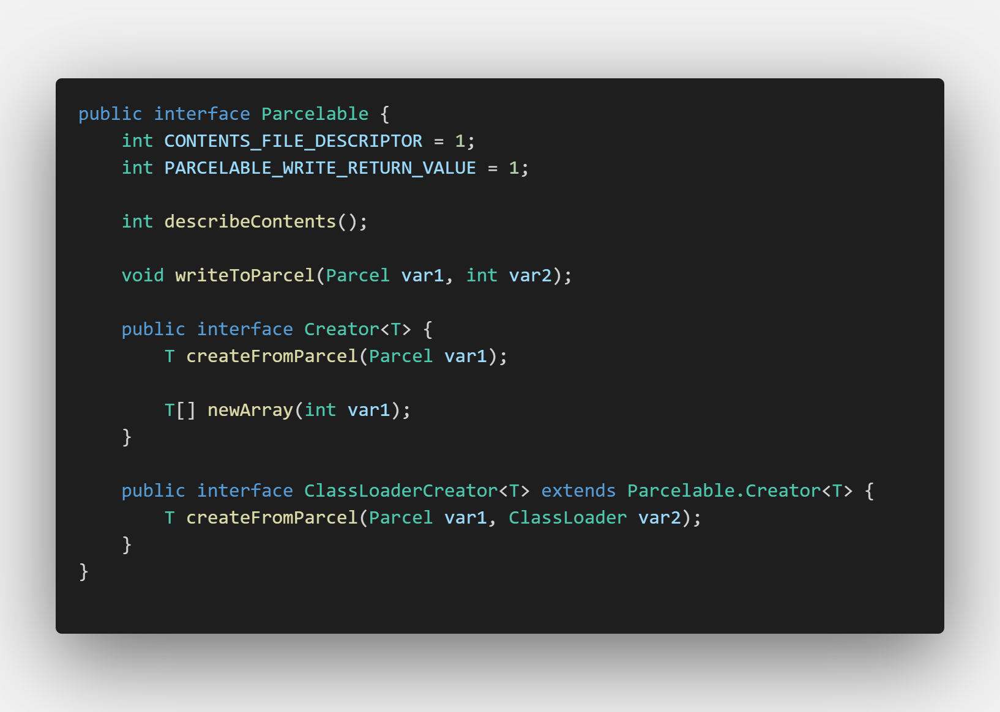 public interface Parcelable {
    int CONTENTS_FILE_DESCRIPTOR = 1;
    int PARCELABLE_WRITE_RETURN_VALUE = 1;

    int describeContents();

    void writeToParcel(Parcel var1, int var2);

    public interface Creator<T> {
        T createFromParcel(Parcel var1);

        T[] newArray(int var1);
    }

    public interface ClassLoaderCreator<T> extends Parcelable.Creator<T> {
        T createFromParcel(Parcel var1, ClassLoader var2);
    }
}